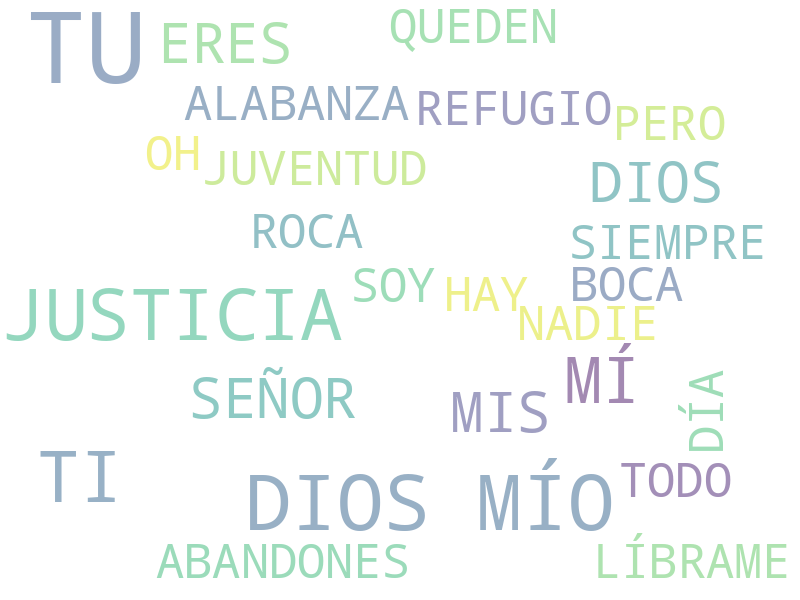 TU ERES QUEDEN
ALABANZA REFUGIO PERO
OH JUVENTUD DIOS
ROCA SIEMPRE
SOY HAY BOCA
JUSTICIA NADIE
SEÑOR MIS MÍ DÍA
TI DIOS MÍO TODO
ABANDONES LÍBRAME